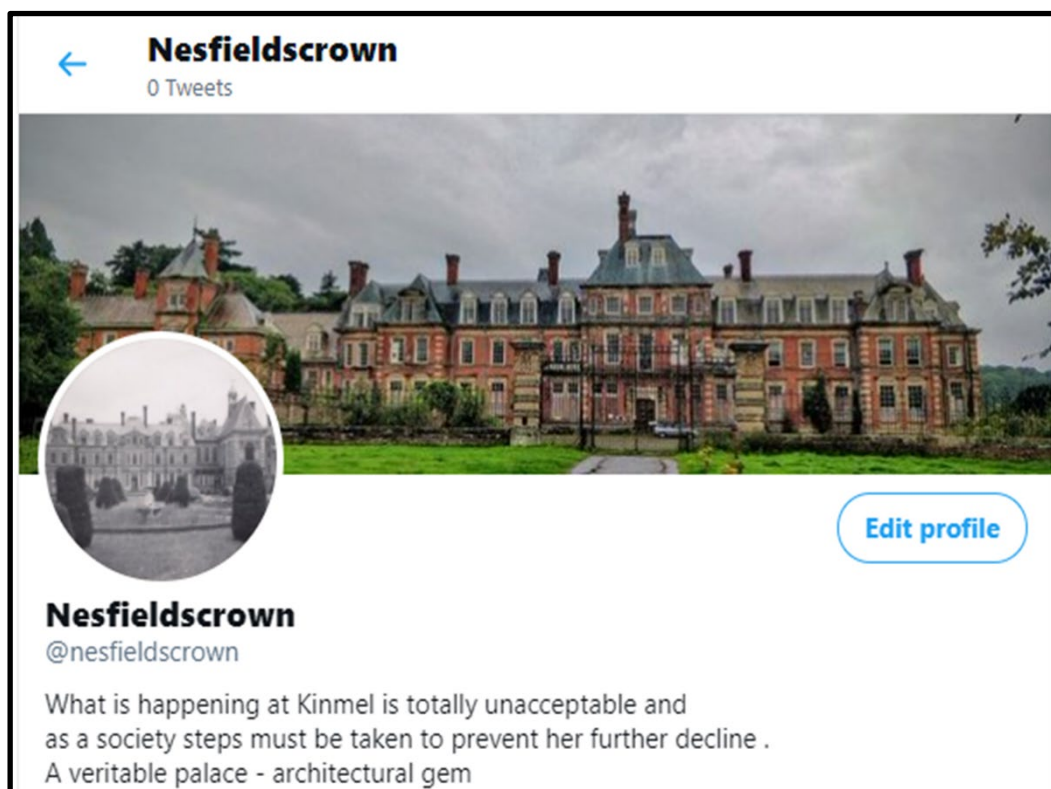 Nesfieldscrown
0 Tweets
Edit profile
Nesfieldscrown
@nesfieldscrown
What is happening at Kinmel is totally unacceptable and
as a society steps must be taken to prevent her further decline .
A veritable palace - architectural gem